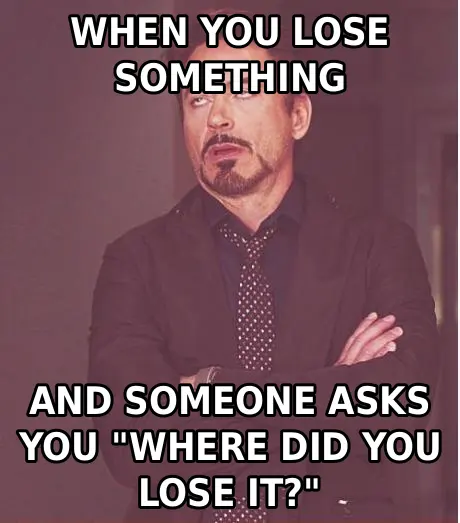 WHEN YOU LOSE
SOMETHING
AND SOMEONE ASKS
YOU "WHERE DID YOU
LOSE IT?"